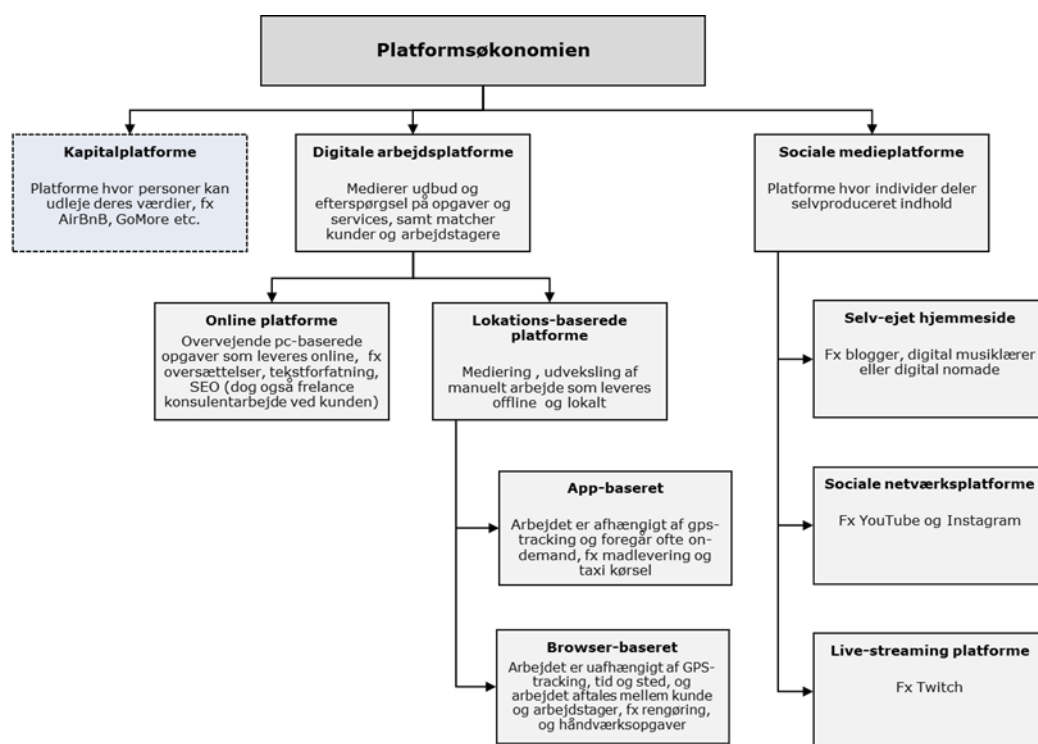 Platformsøkonomien
Kapitalplatforme
Platforme hvor personer kan
udleje deres værdier, fx
AirBnB, GoMore etc.
Digitale arbejdsplatforme
Medierer udbud og
efterspørgsel på opgaver og
services, samt matcher
kunder og arbejdstagere
Sociale medieplatforme
Platforme hvor individer deler
selvproduceret indhold
Online platforme
Overvejende pc-baserede
opgaver som leveres online, fx
oversættelser, tekstforfatning,
SEO (dog også frelance
konsulentarbejde ved kunden)
Lokations-baserede
platforme
Mediering , udveksling af
manuelt arbejde som leveres
offline og lokalt
App-baseret
Arbejdet er afhængigt af gps-
tracking og foregår ofte on-
demand, fx madlevering og
taxi kørsel
Browser-baseret
Arbejdet er uafhængigt af GPS-
tracking, tid og sted, og
arbejdet aftales mellem kunde
og arbejdstager, fx rengøring,
og håndværksopgaver
Selv-ejet hjemmeside
Fx blogger, digital musiklærer
eller digital nomade
Sociale netværksplatforme
Fx YouTube og Instagram
Live-streaming platforme
Fx Twitch